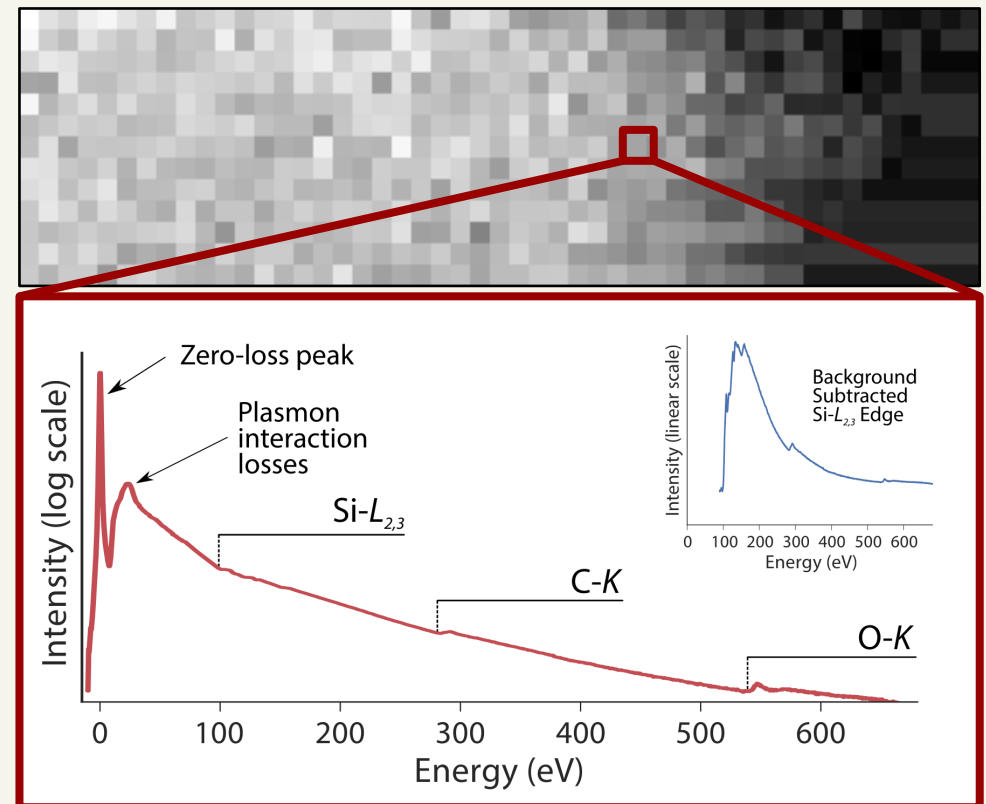 Zero-loss peak
Plasmon
interaction
losses
Si-L2,3
C-K
O-K
Intensity (log scale)
0 100 200 300 400 500 600
Energy (eV)
Background
Subtracted
Si-L2,3 Edge
Intensity (linear scale)
0 100 200 300 400 500 600
Energy (eV)